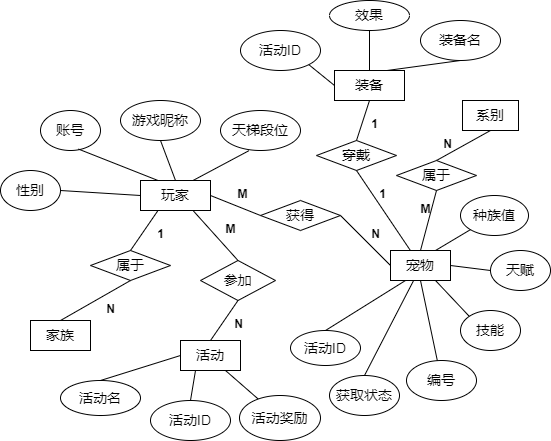 效果
活动ID
装备名
装备
系别
账号
游戏昵称
天梯段位
1
N
穿戴
属于
性别
玩家
M
1
M
种族值
获得
1
M
N
属于
宠物
天赋
参加
N
N
技能
家族
活动ID
活动
编号
获取状态
活动名
活动ID
活动奖励